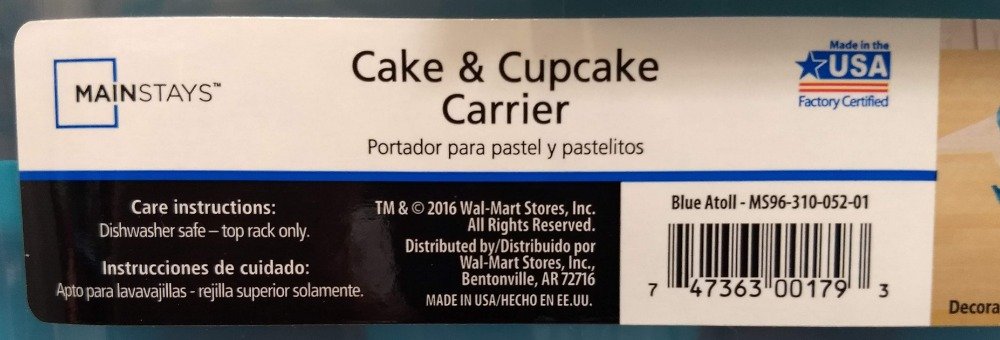 MAINSTAYS™
Cake & Cupcake
Carrier
Portador para pastel y pastelitos
Made in the
USA
Factory Certified
Care instructions:
Dishwasher safe – top rack only.
Instrucciones de cuidado:
Apto para lavavajillas - rejilla superior solamente.
TM & © 2016 Wal-Mart Stores, Inc.
All Rights Reserved.
Distributed by/Distribuido por
Wal-Mart Stores, Inc.,
Bentonville, AR 72716
MADE IN USA/HECHO EN EE.UU.
Blue Atoll - MS96-310-052-01
7 47363 00179 3
Decora